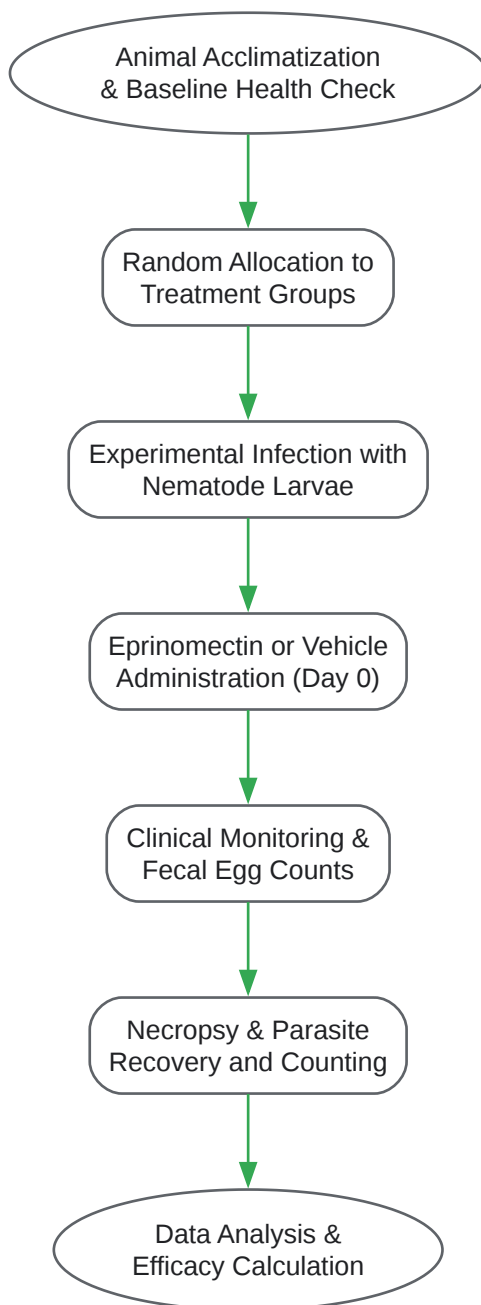 Animal Acclimatization
& Baseline Health Check
Random Allocation to
Treatment Groups
Experimental Infection with
Nematode Larvae
Eprinomectin or Vehicle
Administration (Day 0)
Clinical Monitoring &
Fecal Egg Counts
Necropsy & Parasite
Recovery and Counting
Data Analysis &
Efficacy Calculation